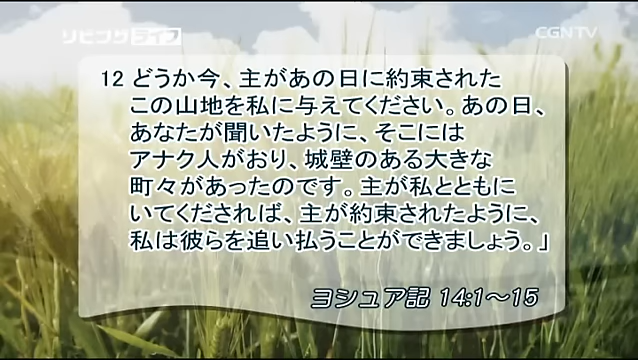 リビングライフ
CGNTV
12 どうか今、主があの日に約束された
この山地を私に与えてください。あの日、
あなたが聞いたように、そこには
アナク人がおり、城壁のある大きな
町々があったのです。主が私とともに
いてくだされば、主が約束されたように、
私は彼らを追い払うことができましょう。」
ヨシュア記 14:1～15